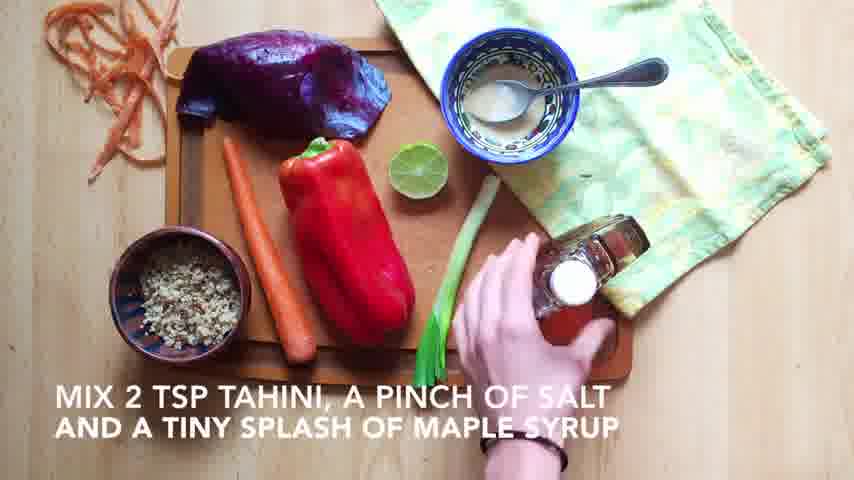 MIX 2 TSP TAHINI, A PINCH OF SALT
AND A TINY SPLASH OF MAPLE SYRUP